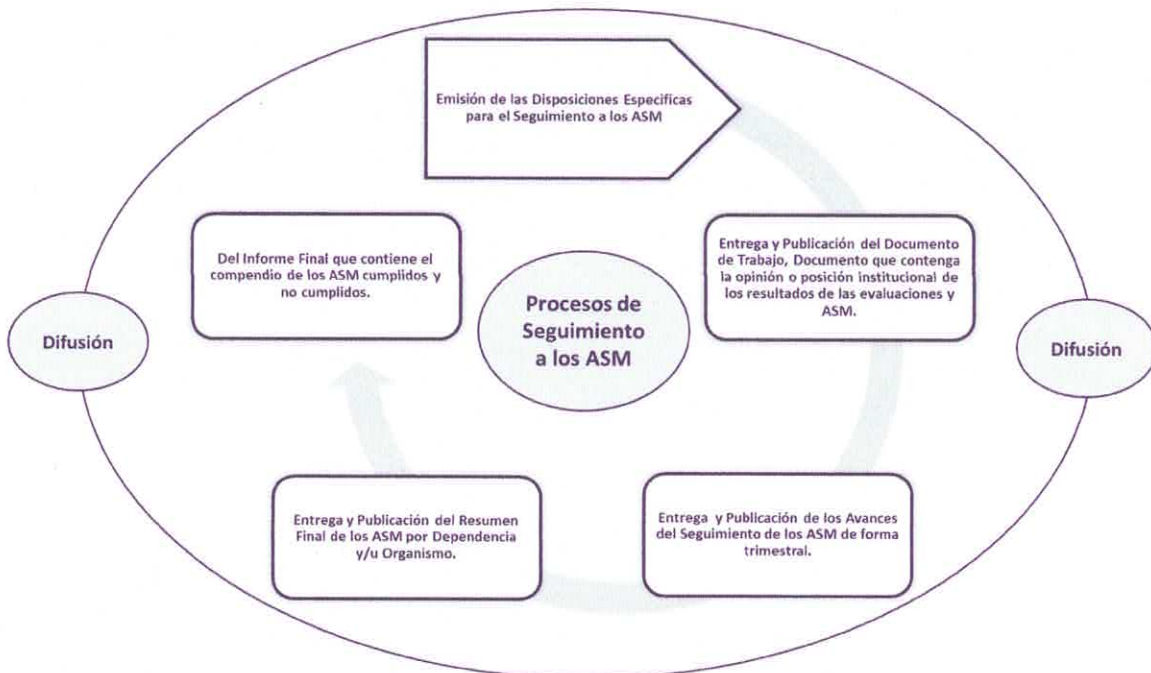 Emisión de las Disposiciones Especificas
para el Seguimiento a los ASM
Entrega y Publicación del Documento
de Trabajo, Documento que contenga
la opinión o posición institucional de
los resultados de las evaluaciones y
ASM.
Del Informe Final que contiene el
compendio de los ASM cumplidos y
no cumplidos.
Procesos de
Seguimiento
a los ASM
Difusión
Difusión
Entrega y Publicación del Resumen
Final de los ASM por Dependencia
y/u Organismo.
Entrega y Publicación de los Avances
del Seguimiento de los ASM de forma
trimestral.